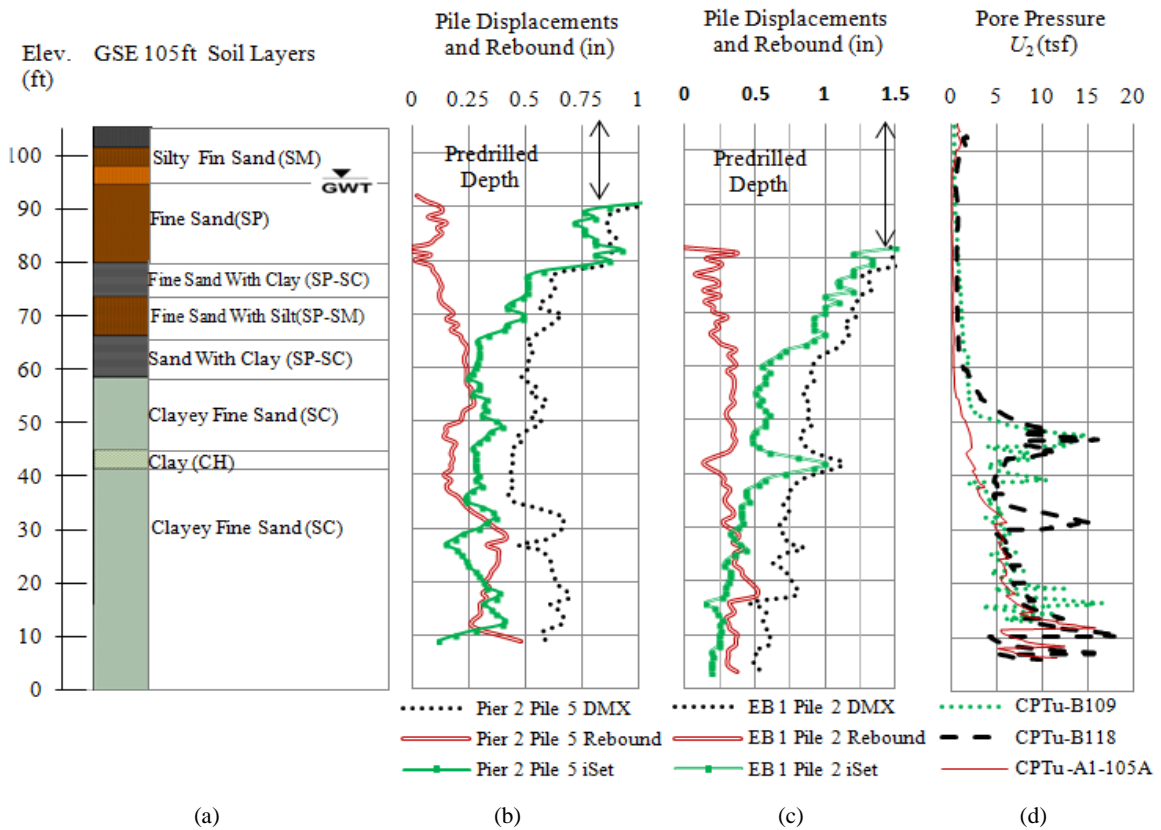 Elev.
(ft)
GSE 105ft Soil Layers
Pile Displacements
and Rebound (in)
Pile Displacements
and Rebound (in)
Pore Pressure
U2 (tsf)
0 0.25 0.5 0.75 1
0 0.5 1 1.5
0 5 10 15 20
100
90
80
70
60
50
40
30
20
10
0
Silty Fin Sand (SM)
GWT
Fine Sand(SP)
Fine Sand With Clay (SP-SC)
Fine Sand With Silt(SP-SM)
Sand With Clay (SP-SC)
Clayey Fine Sand (SC)
Clay (CH)
Clayey Fine Sand (SC)
Predrilled
Depth
Predrilled
Depth
Pier 2 Pile 5 DMX
Pier 2 Pile 5 Rebound
Pier 2 Pile 5 iSet
EB 1 Pile 2 DMX
EB 1 Pile 2 Rebound
EB 1 Pile 2 iSet
CPTu-B109
CPTu-B118
CPTu-A1-105A
(a) (b) (c) (d)